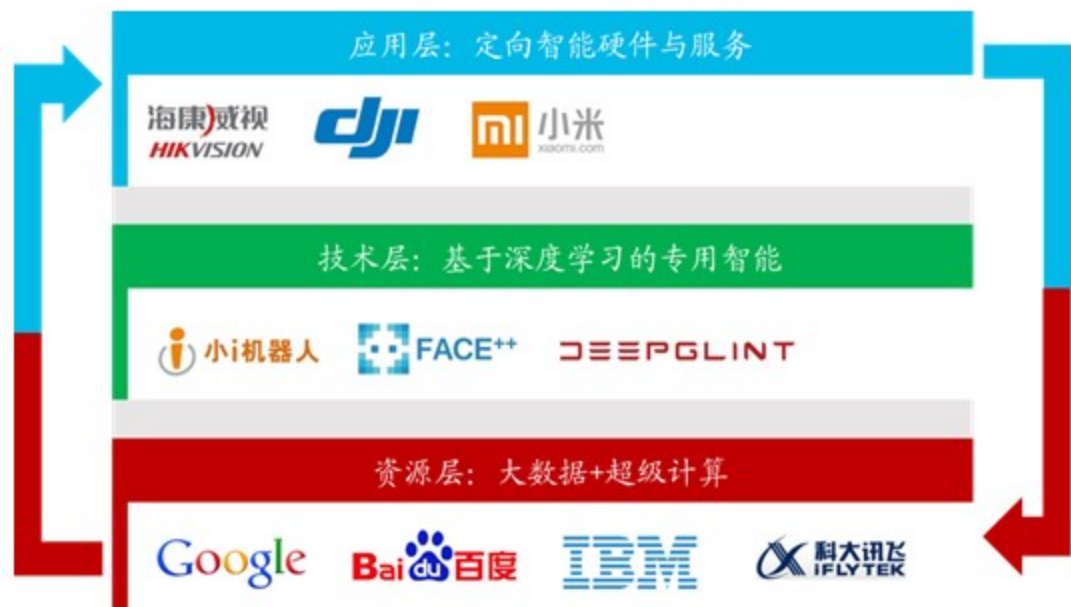 应用层：定向智能硬件与服务
海康威视
HIKVISION
dji
mi 小米
xiaomi.com
技术层：基于深度学习的专用智能
小i机器人 FACE++ DEEPGLINT
资源层：大数据+超级计算
Google Bai du 百度 IBM 科大讯飞
IFLYTEK